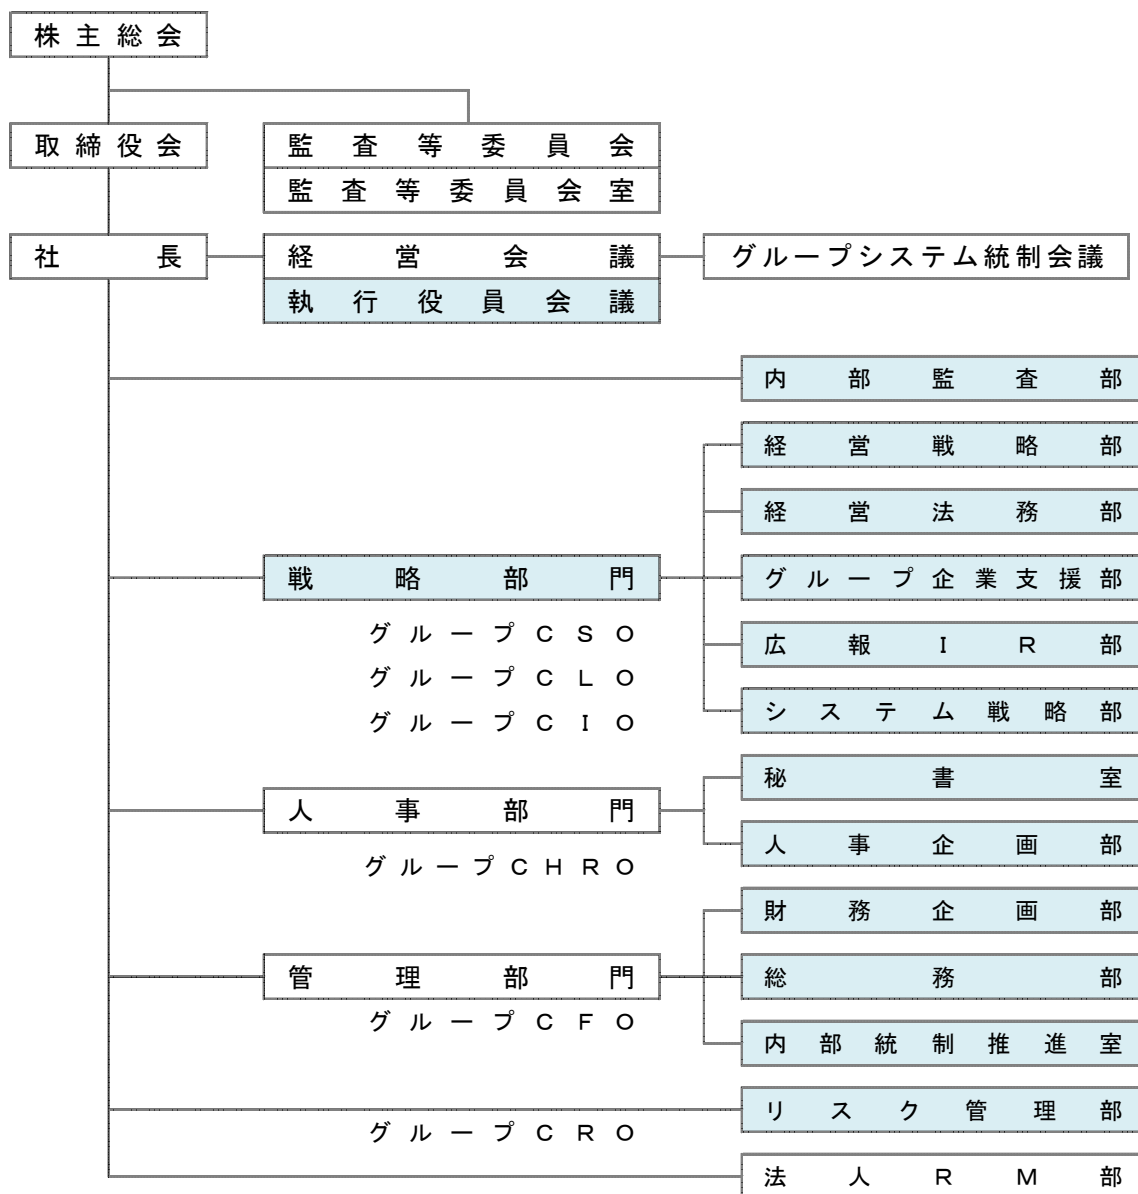 株主総会
取締役会
監査等委員会
監査等委員会室
社長
経営会議
グループシステム統制会議
執行役員会議
内部監査部
経営戦略部
経営法務部
戦略部門
グループ企業支援部
グループCSO
広報IR部
グループCLO
グループCIO
システム戦略部
秘書室
人事部門
人事企画部
グループCHRO
財務企画部
管理部門
総務部
グループCFO
内部統制推進室
リスク管理部
グループCRO
法人RM部